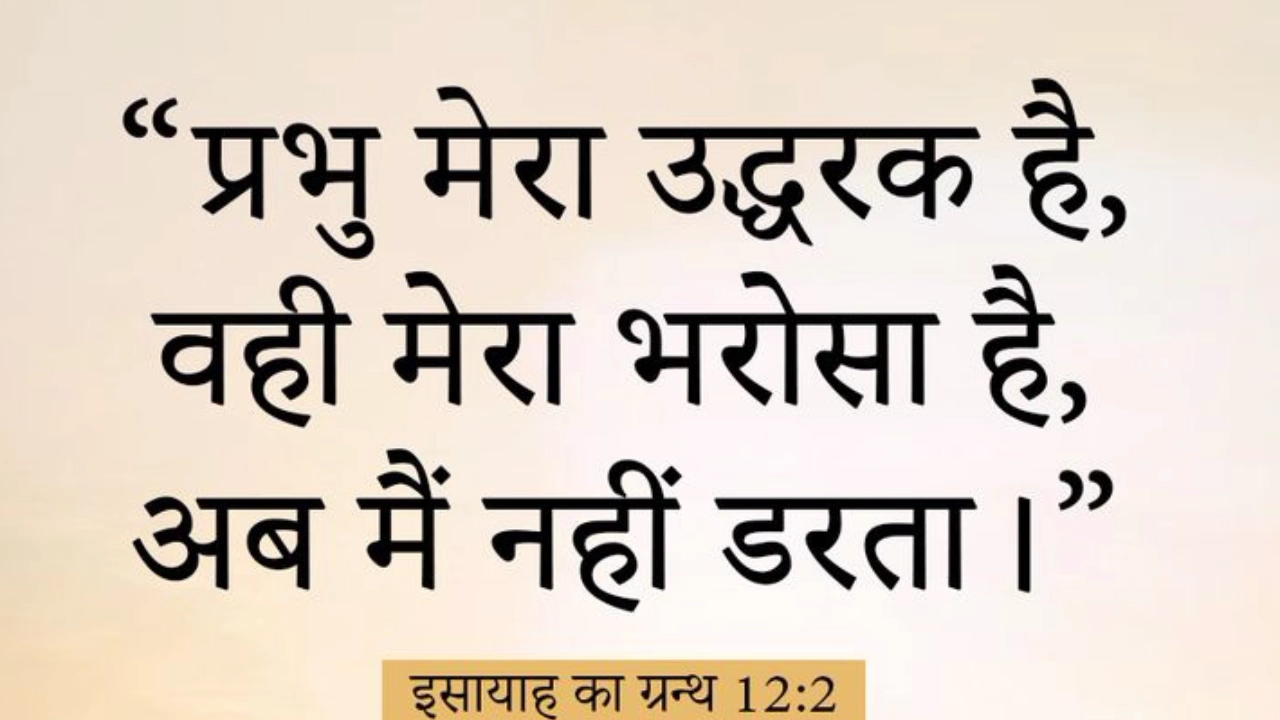 “प्रभु मेरा उद्धरक है,
वही मेरा भरोसा है,
अब मैं नहीं डरता।”
इसायाह का ग्रन्थ 12:2